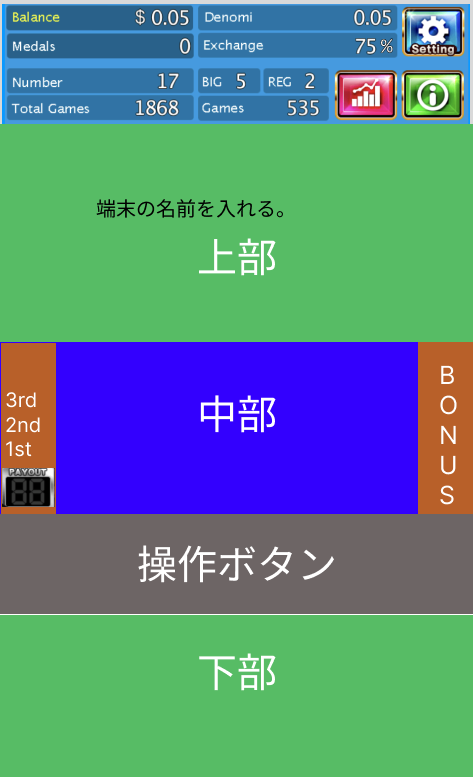 Balance $ 0.05 Denomi 0.05
Medals 0 Exchange 75 %
Setting
Number 17 BIG 5 REG 2
Total Games 1868 Games 535
端末の名前を入れる。
上部
中部
3rd
2nd
1st
PAYOUT
88
B
O
N
U
S
操作ボタン
下部